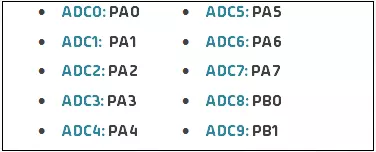 • ADC0: PA0
• ADC1: PA1
• ADC2: PA2
• ADC3: PA3
• ADC4: PA4
• ADC5: PA5
• ADC6: PA6
• ADC7: PA7
• ADC8: PB0
• ADC9: PB1